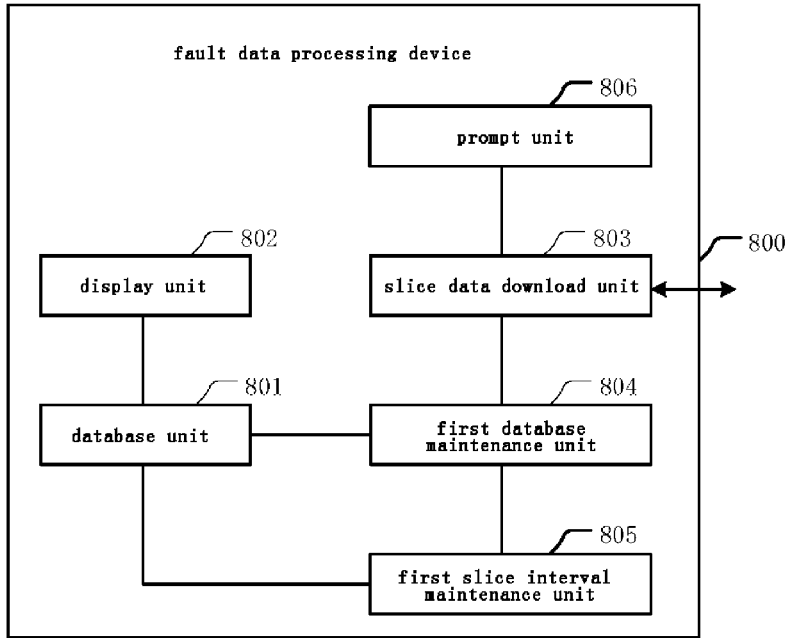 fault data processing device
806
prompt unit
802
803
800
display unit
slice data download unit
801
804
database unit
first database
maintenance unit
805
first slice interval
maintenance unit